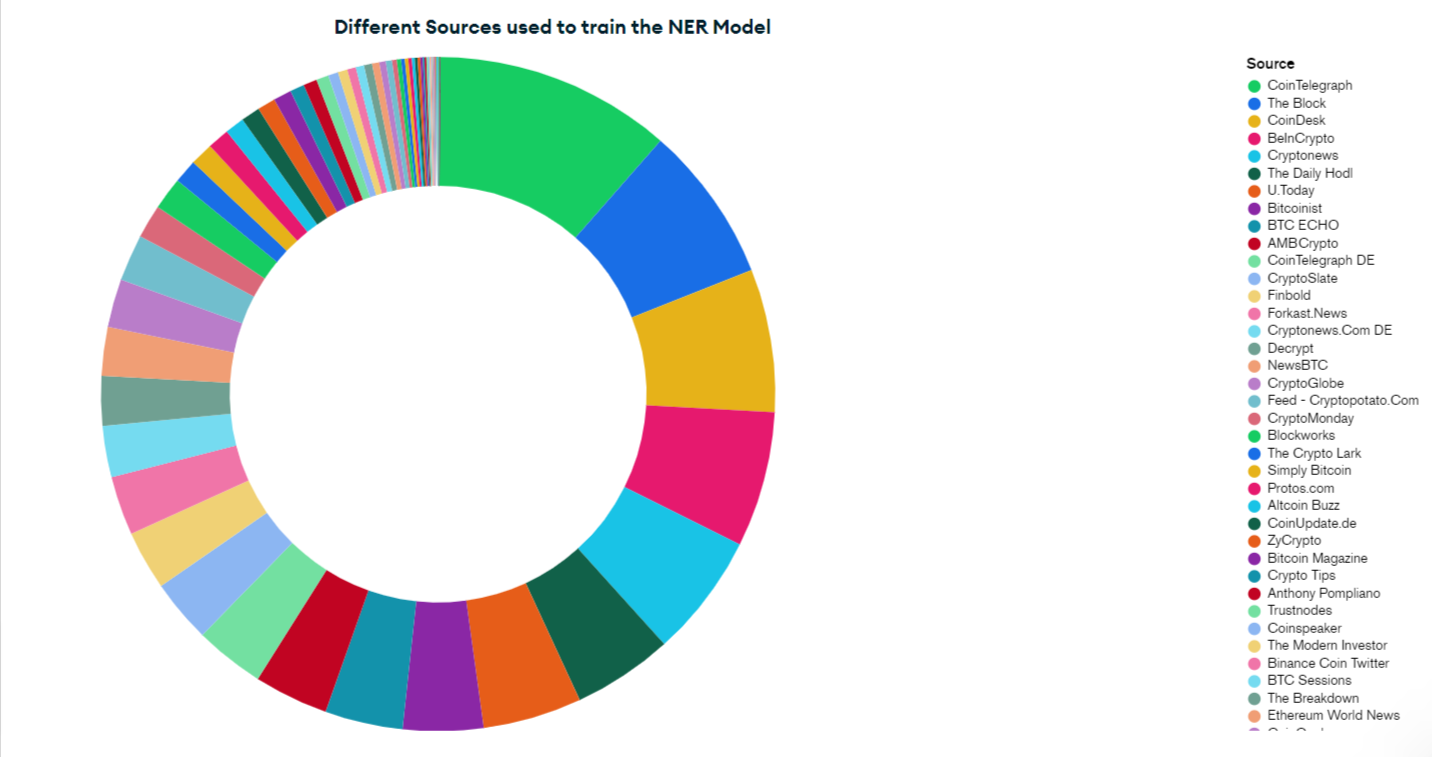 Different Sources used to train the NER Model
Source
CoinTelegraph
The Block
CoinDesk
BeInCrypto
Cryptonews
The Daily Hodl
U.Today
Bitcoinist
BTC ECHO
AMBCrypto
CoinTelegraph DE
CryptoSlate
Finbold
Forkast.News
Cryptonews.Com DE
Decrypt
NewsBTC
CryptoGlobe
Feed - Cryptopotato.Com
CryptoMonday
Blockworks
The Crypto Lark
Simply Bitcoin
Protos.com
Altcoin Buzz
CoinUpdate.de
ZyCrypto
Bitcoin Magazine
Crypto Tips
Anthony Pompliano
Trustnodes
Coinspeaker
The Modern Investor
Binance Coin Twitter
BTC Sessions
The Breakdown
Ethereum World News